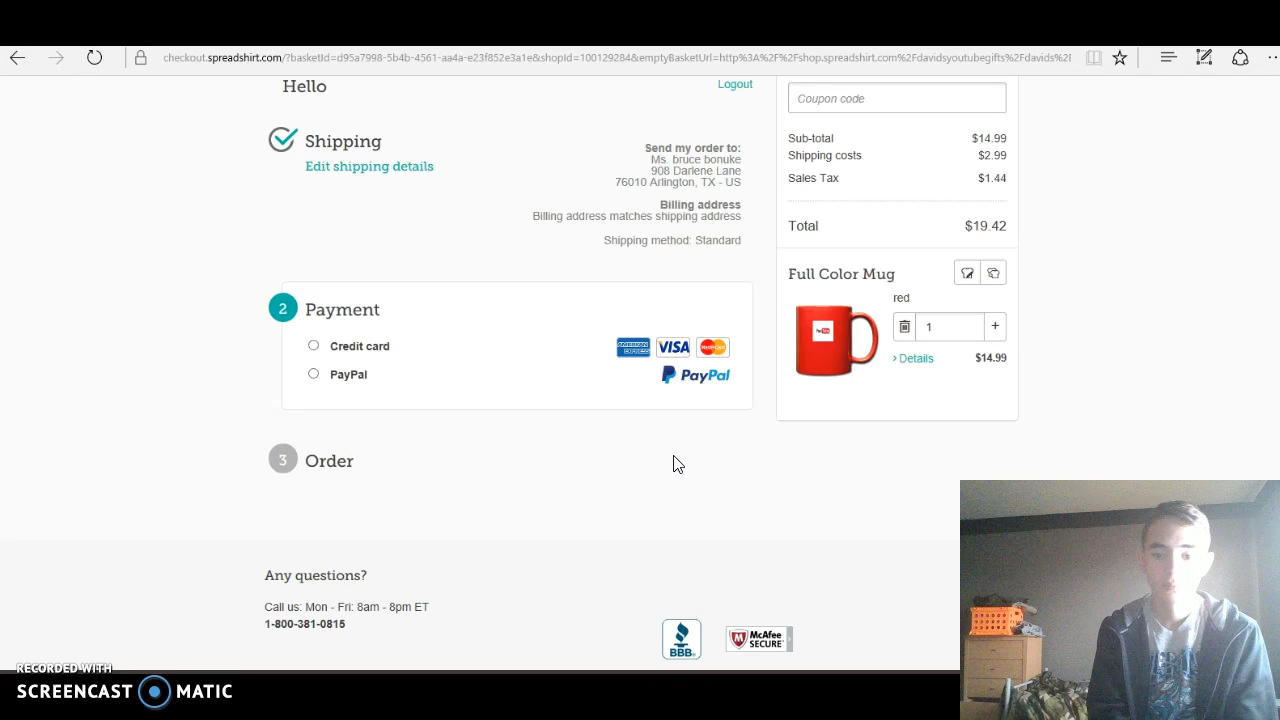 checkout.spreadshirt.com/?basketId=d95a7998-5b4b-4561-aa4a-e23f852e3a1e&shopId=100129284&emptyBasketUrl=http%3A%2F%2Fshop.spreadshirt.com%2Fdavidsyoutubegifts%2Fdavids%2F
Hello
Logout
Shipping
Edit shipping details
Send my order to:
Ms. bruce bonuke
908 Darlene Lane
76010 Arlington, TX - US
Billing address
Billing address matches shipping address
Shipping method: Standard
2 Payment
Credit card
AMERICAN EXPRESS VISA MasterCard
PayPal
PayPal
3 Order
Coupon code
Sub-total $14.99
Shipping costs $2.99
Sales Tax $1.44
Total $19.42
Full Color Mug
red
You Tube
1 +
› Details $14.99
Any questions?
Call us: Mon - Fri: 8am - 8pm ET
1-800-381-0815
BBB.
McAfee SECURE
RECORDED WITH
SCREENCAST MATIC